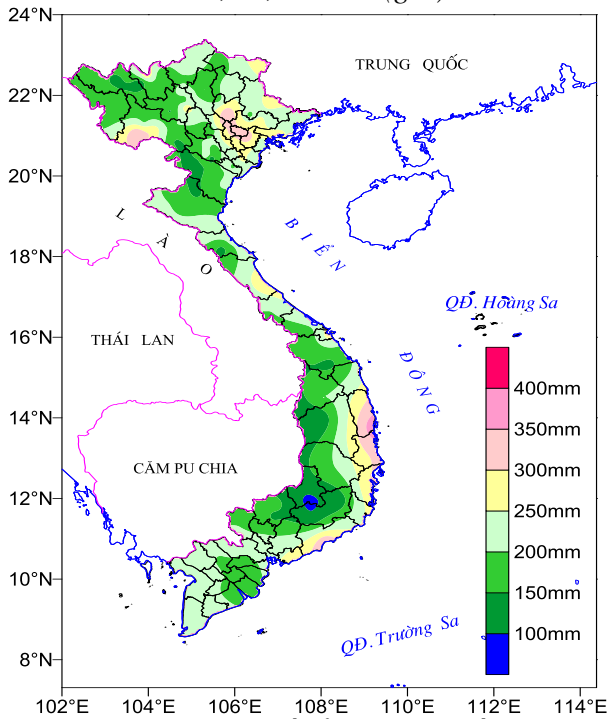 24°N
TRUNG QUỐC
22°N
20°N
LÀO
BIỂN
18°N
QĐ. Hoàng Sa
16°N
THÁI LAN
ĐÔNG
400mm
14°N
350mm
CĂM PU CHIA
300mm
12°N
250mm
200mm
10°N
150mm
QĐ. Trường Sa
100mm
8°N
102°E 104°E 106°E 108°E 110°E 112°E 114°E